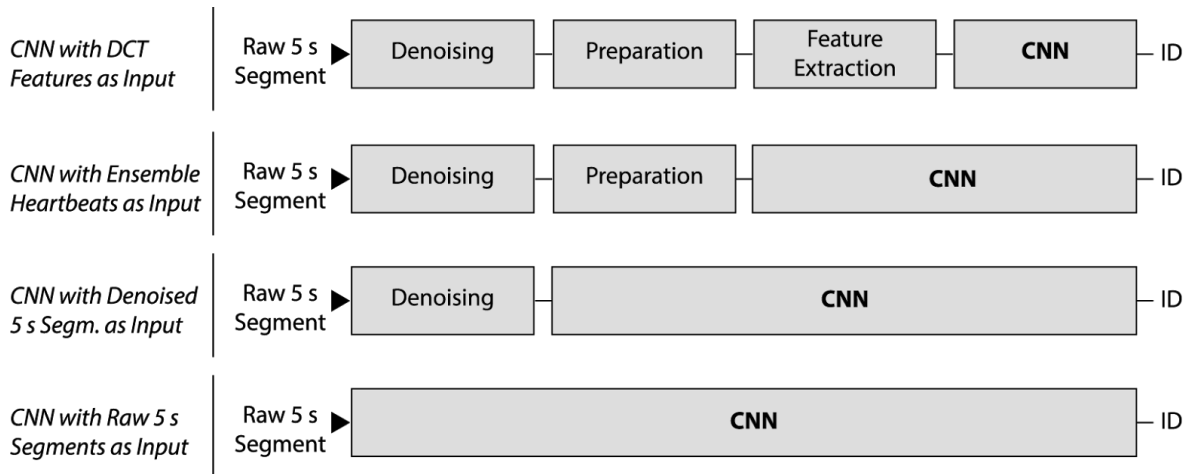 CNN with DCT
Features as Input
Raw 5 s
Segment
Denoising
Preparation
Feature
Extraction
CNN
ID
CNN with Ensemble
Heartbeats as Input
Raw 5 s
Segment
Denoising
Preparation
CNN
ID
CNN with Denoised
5 s Segm. as Input
Raw 5 s
Segment
Denoising
CNN
ID
CNN with Raw 5 s
Segments as Input
Raw 5 s
Segment
CNN
ID